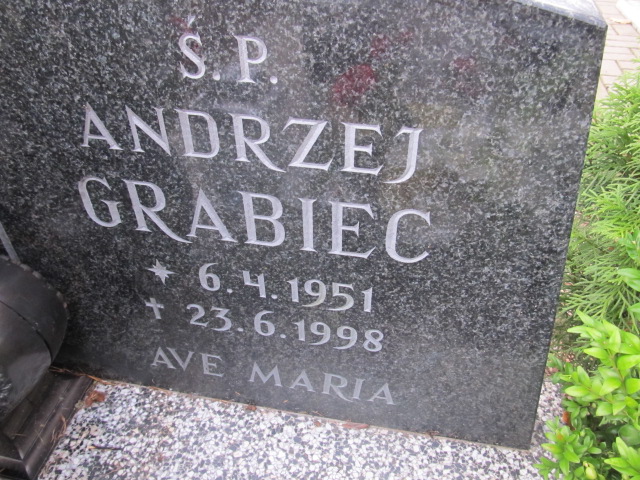 Ś.P.
ANDRZEJ
GRABIEC
* 6.4.1951
✝ 23.6.1998
AVE MARIA